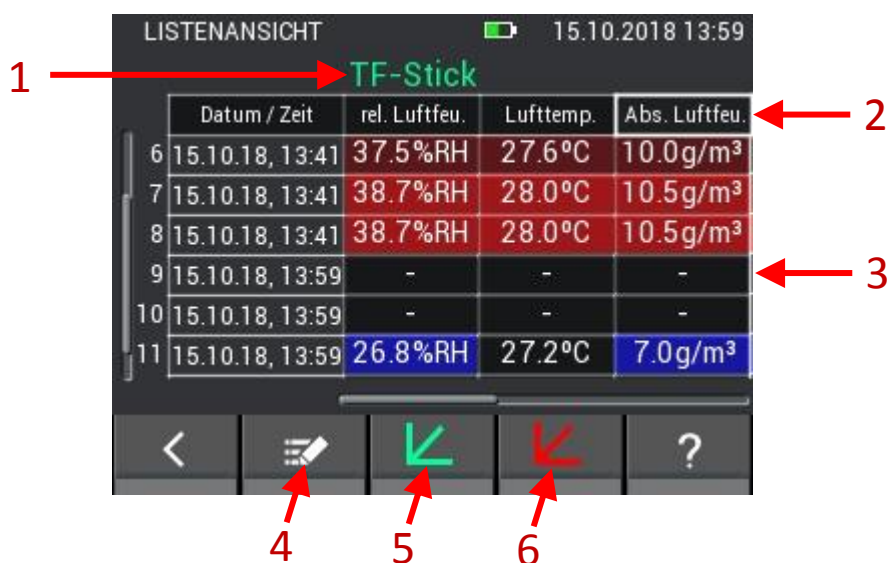 LISTENANSICHT 15.10.2018 13:59
1 TF-Stick
Datum / Zeit rel. Luftfeu. Lufttemp. Abs. Luftfeu. 2
6 15.10.18, 13:41 37.5%RH 27.6ºC 10.0g/m³
7 15.10.18, 13:41 38.7%RH 28.0ºC 10.5g/m³
8 15.10.18, 13:41 38.7%RH 28.0ºC 10.5g/m³
9 15.10.18, 13:59 - - - 3
10 15.10.18, 13:59 - - -
11 15.10.18, 13:59 26.8%RH 27.2ºC 7.0g/m³
?
4 5 6